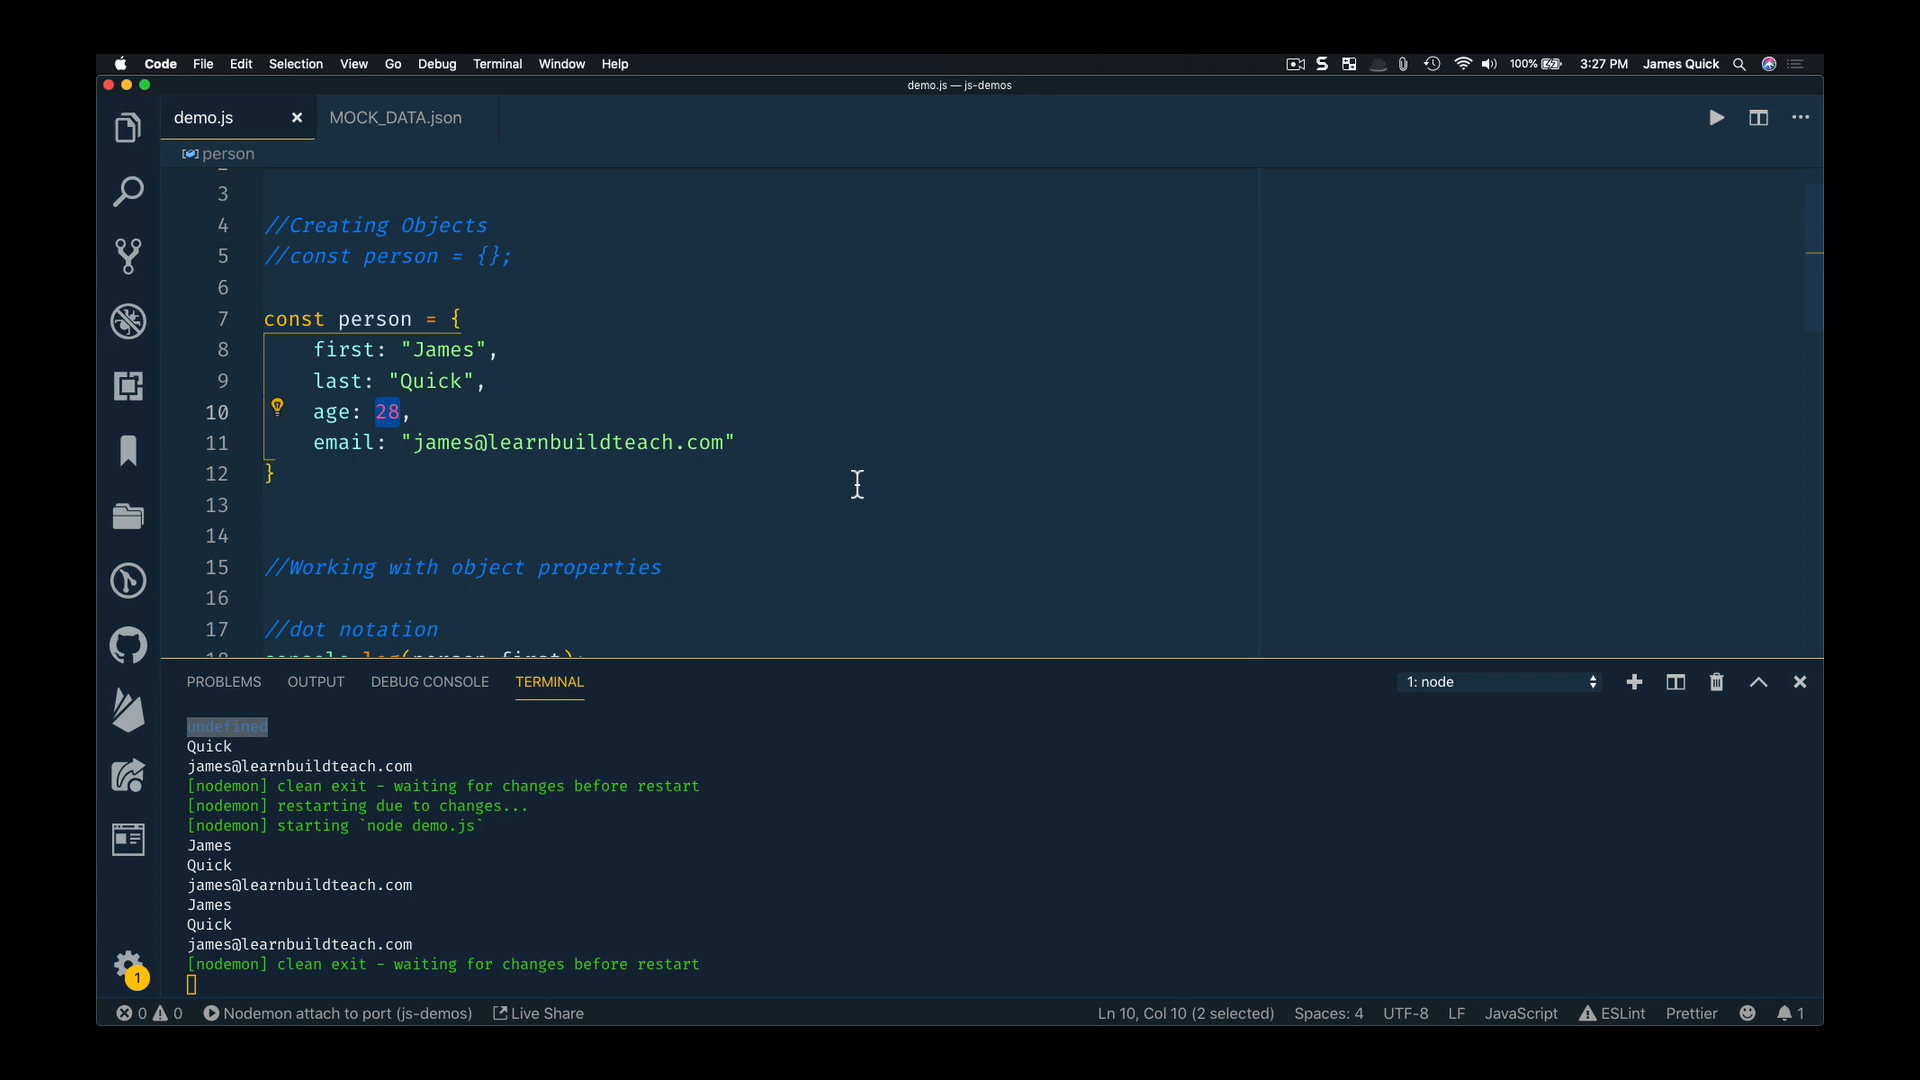 Code File Edit Selection View Go Debug Terminal Window Help 100% 3:27 PM James Quick
demo.js — js-demos
demo.js MOCK_DATA.json
person
3
4 //Creating Objects
5 //const person = {};
6
7 const person = {
8 first: "James",
9 last: "Quick",
10 age: 28,
11 email: "james@learnbuildteach.com"
12 }
13
14
15 //Working with object properties
16
17 //dot notation
18 console.log(person.first);
PROBLEMS OUTPUT DEBUG CONSOLE TERMINAL 1: node
undefined
Quick
james@learnbuildteach.com
[nodemon] clean exit - waiting for changes before restart
[nodemon] restarting due to changes...
[nodemon] starting `node demo.js`
James
Quick
james@learnbuildteach.com
James
Quick
james@learnbuildteach.com
[nodemon] clean exit - waiting for changes before restart
1
0 0 Nodemon attach to port (js-demos) Live Share Ln 10, Col 10 (2 selected) Spaces: 4 UTF-8 LF JavaScript ESLint Prettier 1